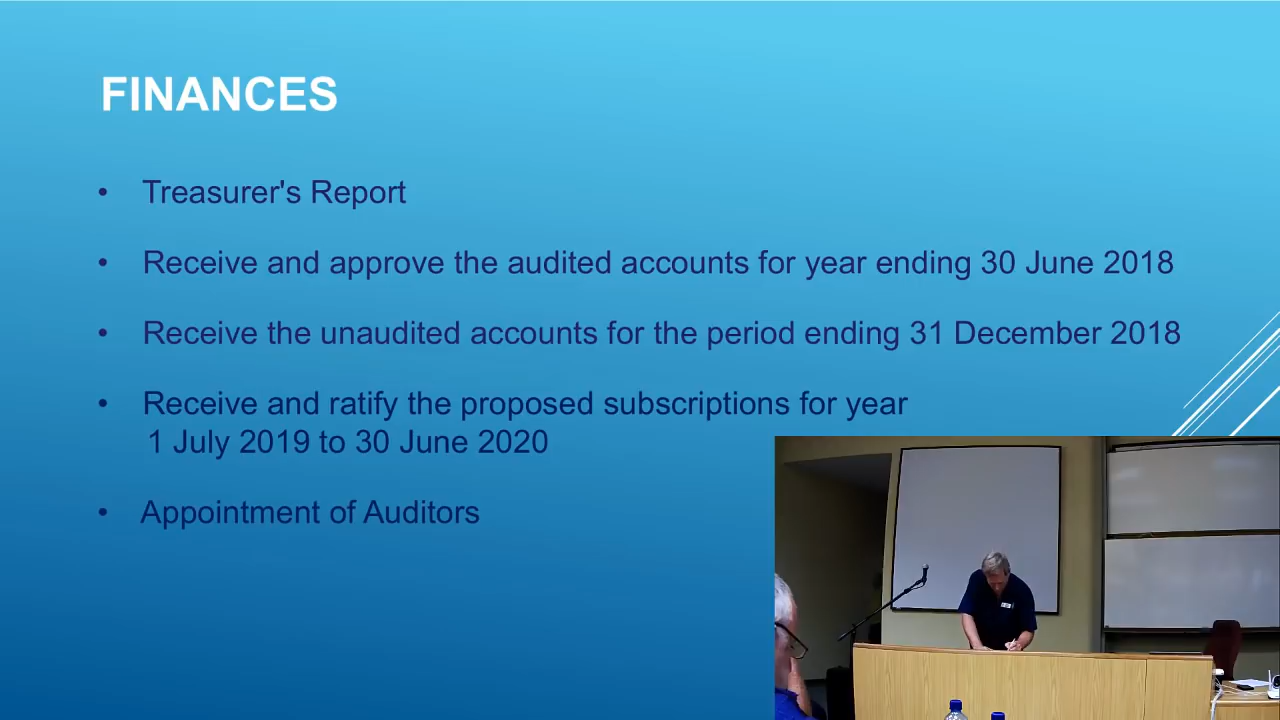 FINANCES
• Treasurer's Report
• Receive and approve the audited accounts for year ending 30 June 2018
• Receive the unaudited accounts for the period ending 31 December 2018
• Receive and ratify the proposed subscriptions for year
1 July 2019 to 30 June 2020
• Appointment of Auditors